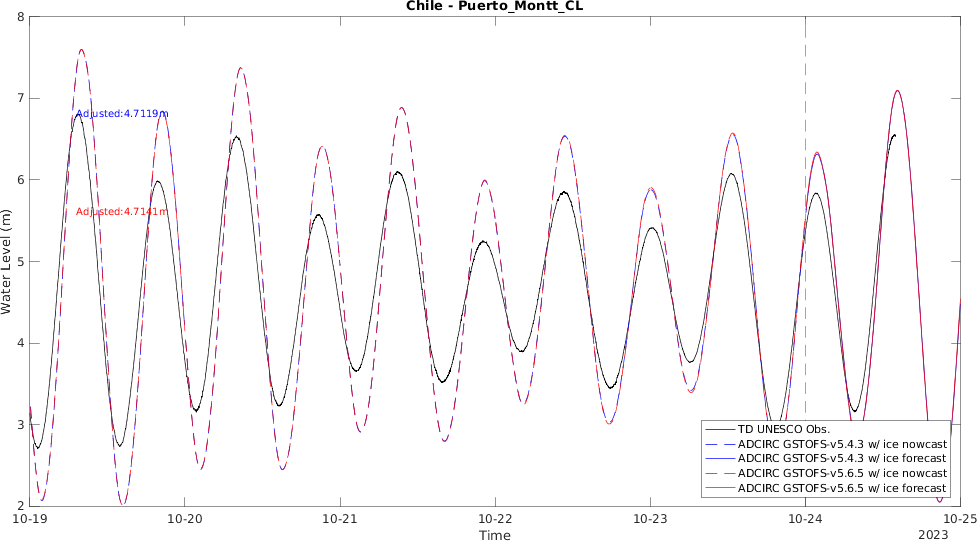 Chile - Puerto_Montt_CL
8
7
6
5
4
3
2
Water Level (m)
Adjusted:4.7119m
Adjusted:4.7141m
TD UNESCO Obs.
ADCIRC GSTOFS-v5.4.3 w/ ice nowcast
ADCIRC GSTOFS-v5.4.3 w/ ice forecast
ADCIRC GSTOFS-v5.6.5 w/ ice nowcast
ADCIRC GSTOFS-v5.6.5 w/ ice forecast
10-19 10-20 10-21 10-22 10-23 10-24 10-25
Time
2023